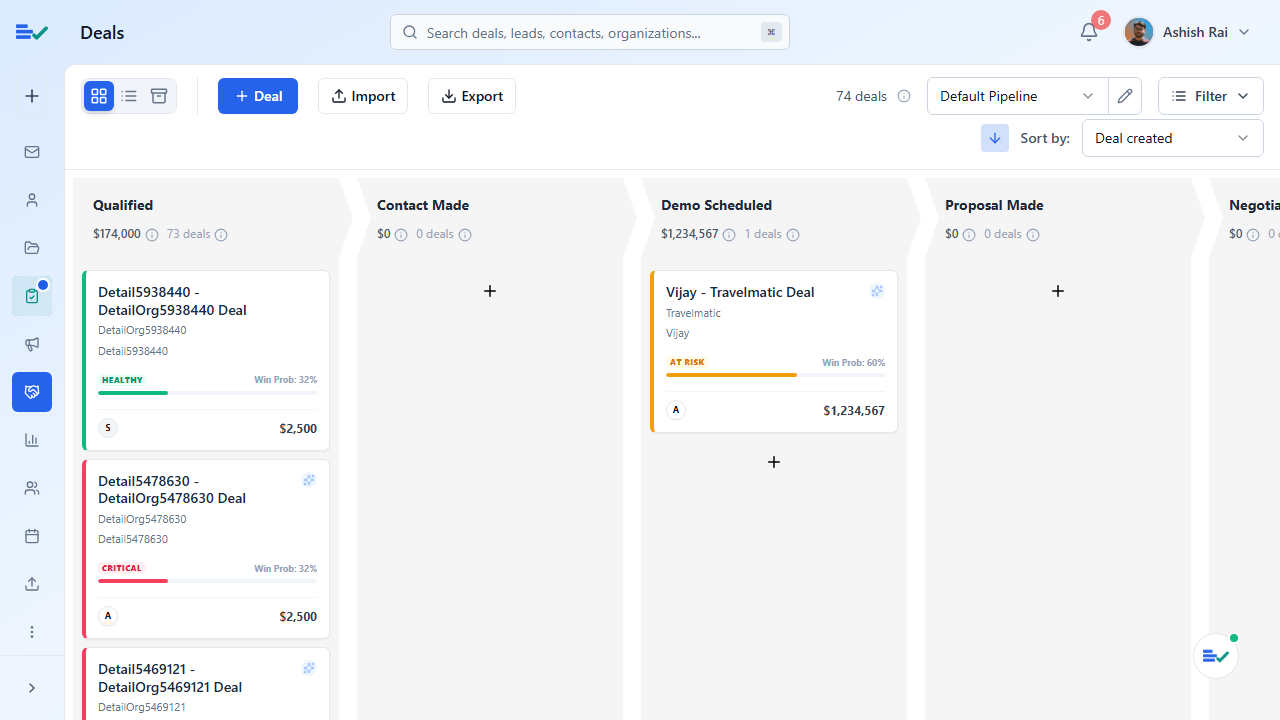 Deals
Search deals, leads, contacts, organizations...
⌘
6
Ashish Rai
Deal
Import
Export
74 deals
Default Pipeline
Filter
Sort by:
Deal created
Qualified
$174,000
73 deals
Contact Made
$0
0 deals
Demo Scheduled
$1,234,567
1 deals
Proposal Made
$0
0 deals
Negotia
$0
0
Detail5938440 -
DetailOrg5938440 Deal
DetailOrg5938440
Detail5938440
HEALTHY
Win Prob: 32%
S
$2,500
Detail5478630 -
DetailOrg5478630 Deal
DetailOrg5478630
Detail5478630
CRITICAL
Win Prob: 32%
A
$2,500
Detail5469121 -
DetailOrg5469121 Deal
DetailOrg5469121
Vijay - Travelmatic Deal
Travelmatic
Vijay
AT RISK
Win Prob: 60%
A
$1,234,567